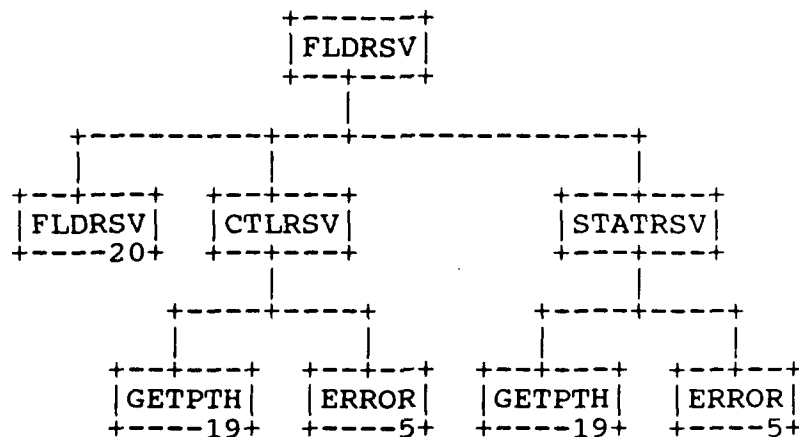 FLDRSV
FLDRSV CTLRSV STATRSV
20
GETPTH ERROR GETPTH ERROR
19 5 19 5